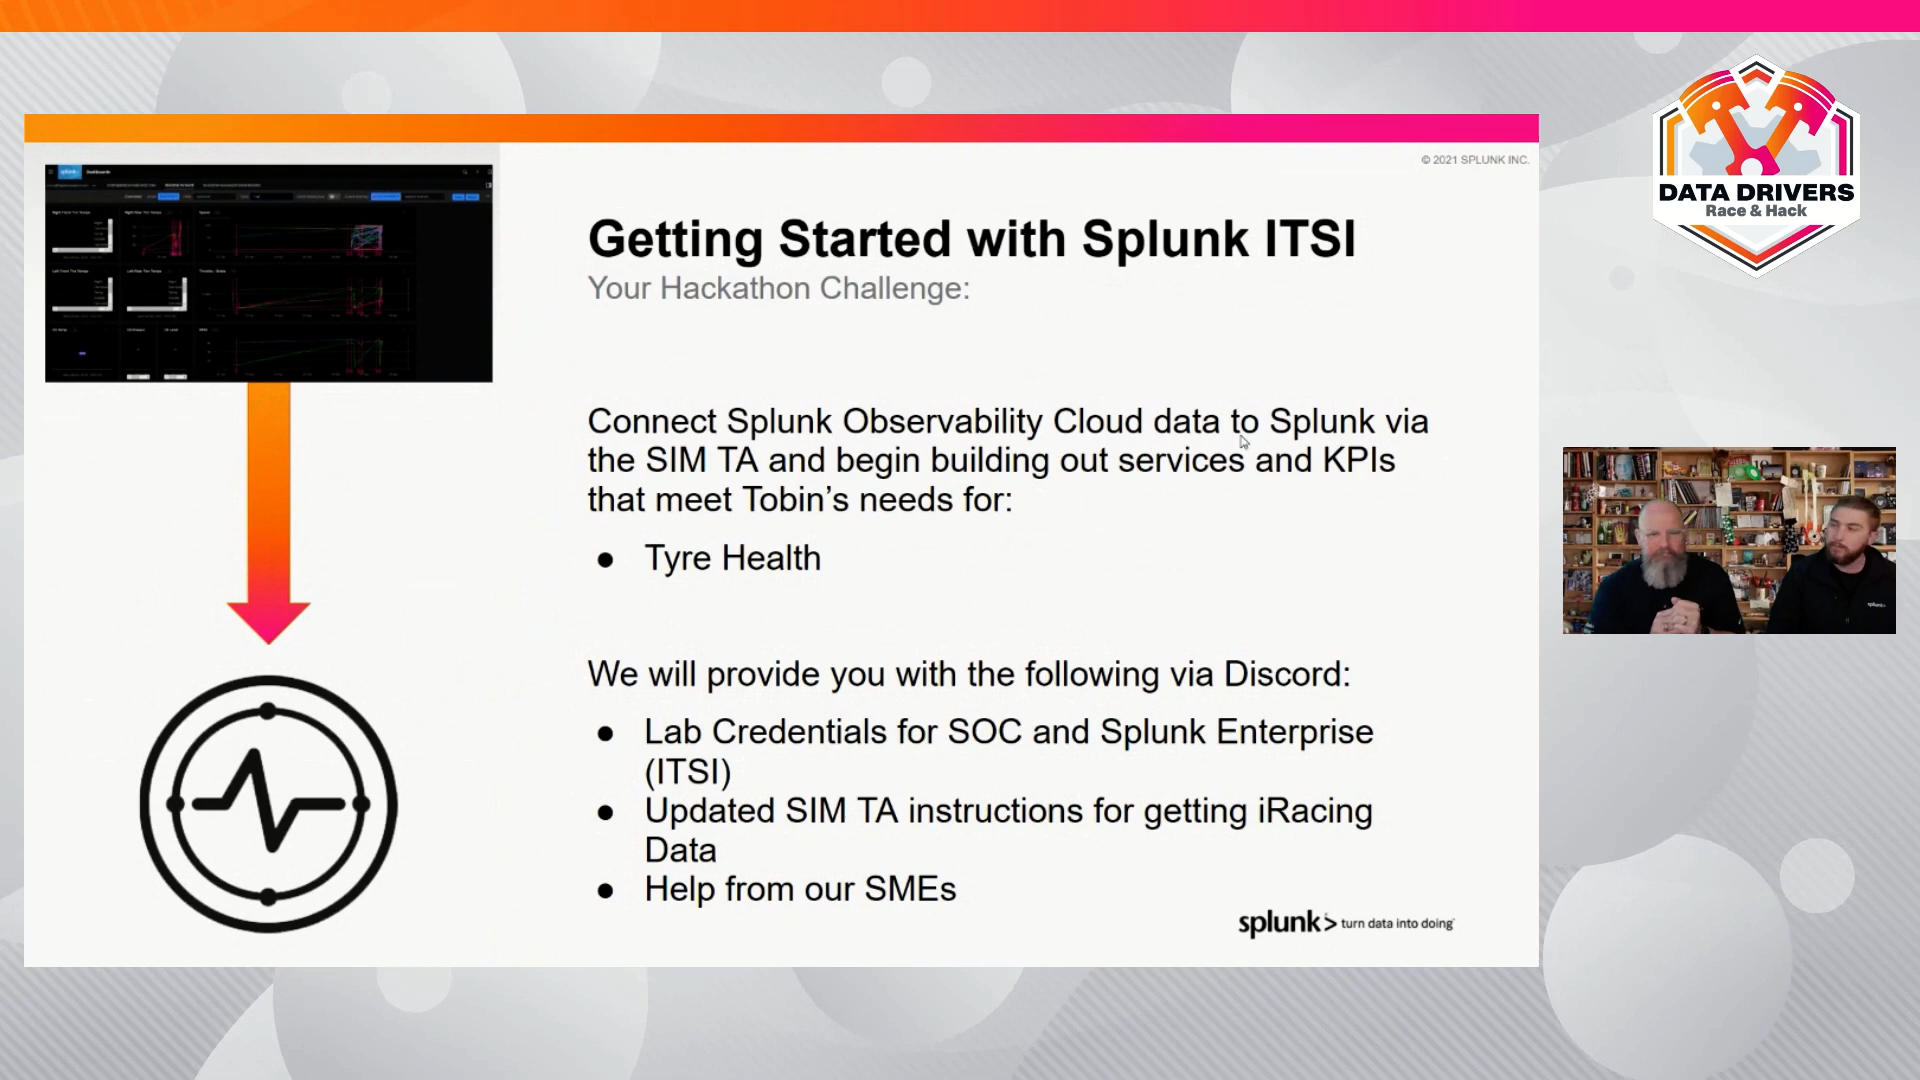 © 2021 SPLUNK INC.
DATA DRIVERS
Race & Hack
splunk>
Dashboards
Getting Started with Splunk ITSI
Your Hackathon Challenge:
Connect Splunk Observability Cloud data to Splunk via
the SIM TA and begin building out services and KPIs
that meet Tobin’s needs for:
● Tyre Health
We will provide you with the following via Discord:
● Lab Credentials for SOC and Splunk Enterprise
(ITSI)
● Updated SIM TA instructions for getting iRacing
Data
● Help from our SMEs
splunk> turn data into doing
splunk>